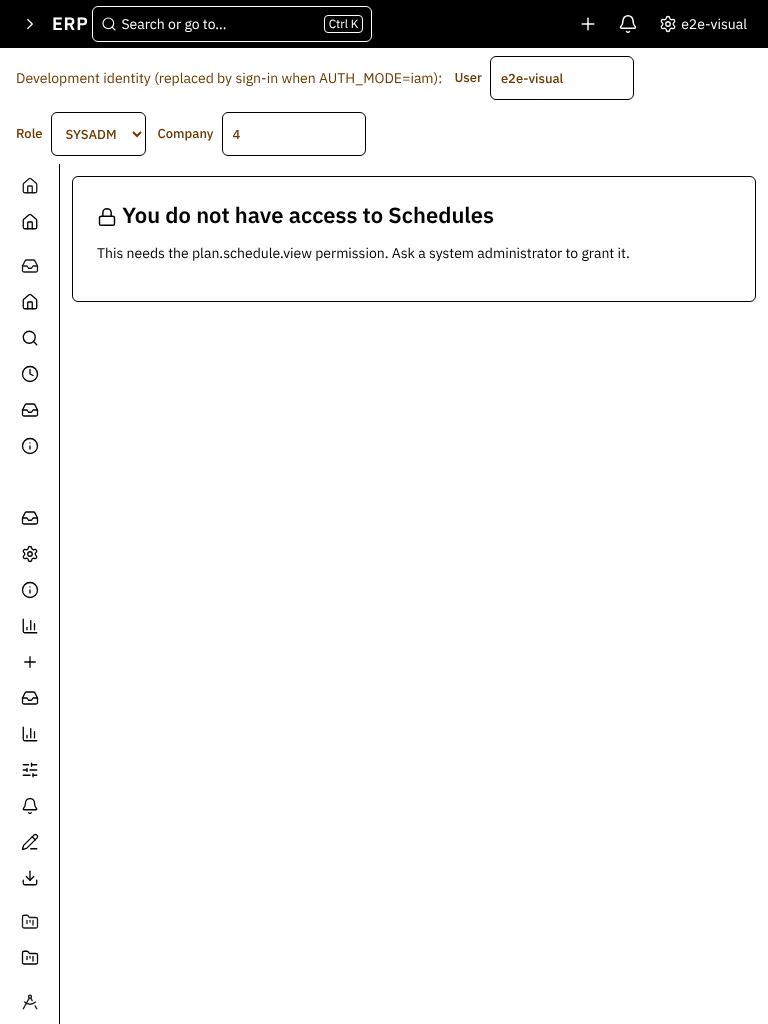 ERP
Search or go to...
Ctrl K
e2e-visual
Development identity (replaced by sign-in when AUTH_MODE=iam):
User
e2e-visual
Role
SYSADM
Company
4
You do not have access to Schedules
This needs the plan.schedule.view permission. Ask a system administrator to grant it.